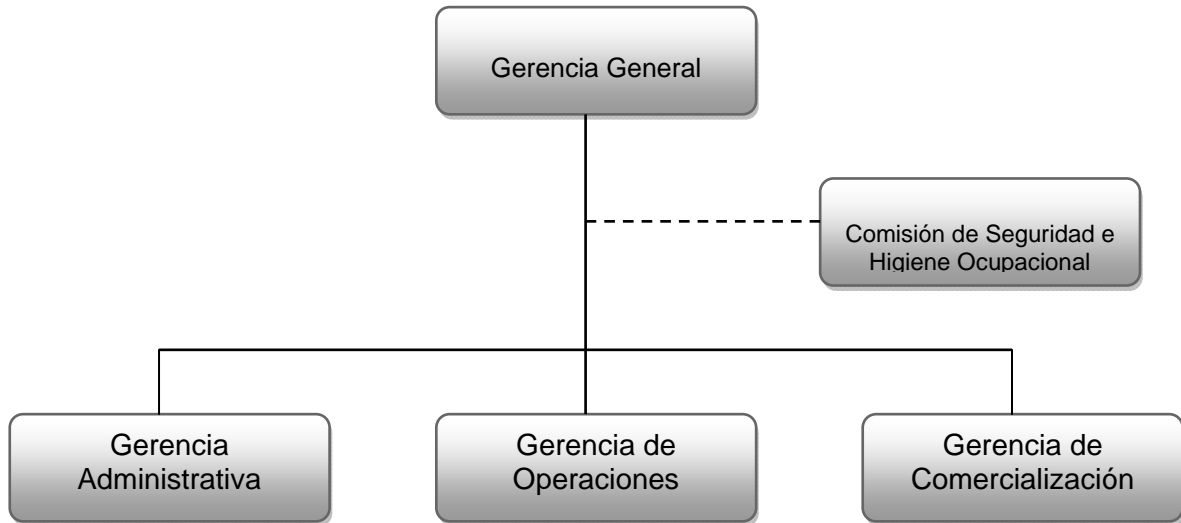 Gerencia General
Comisión de Seguridad e
Higiene Ocupacional
Gerencia
Administrativa
Gerencia de
Operaciones
Gerencia de
Comercialización